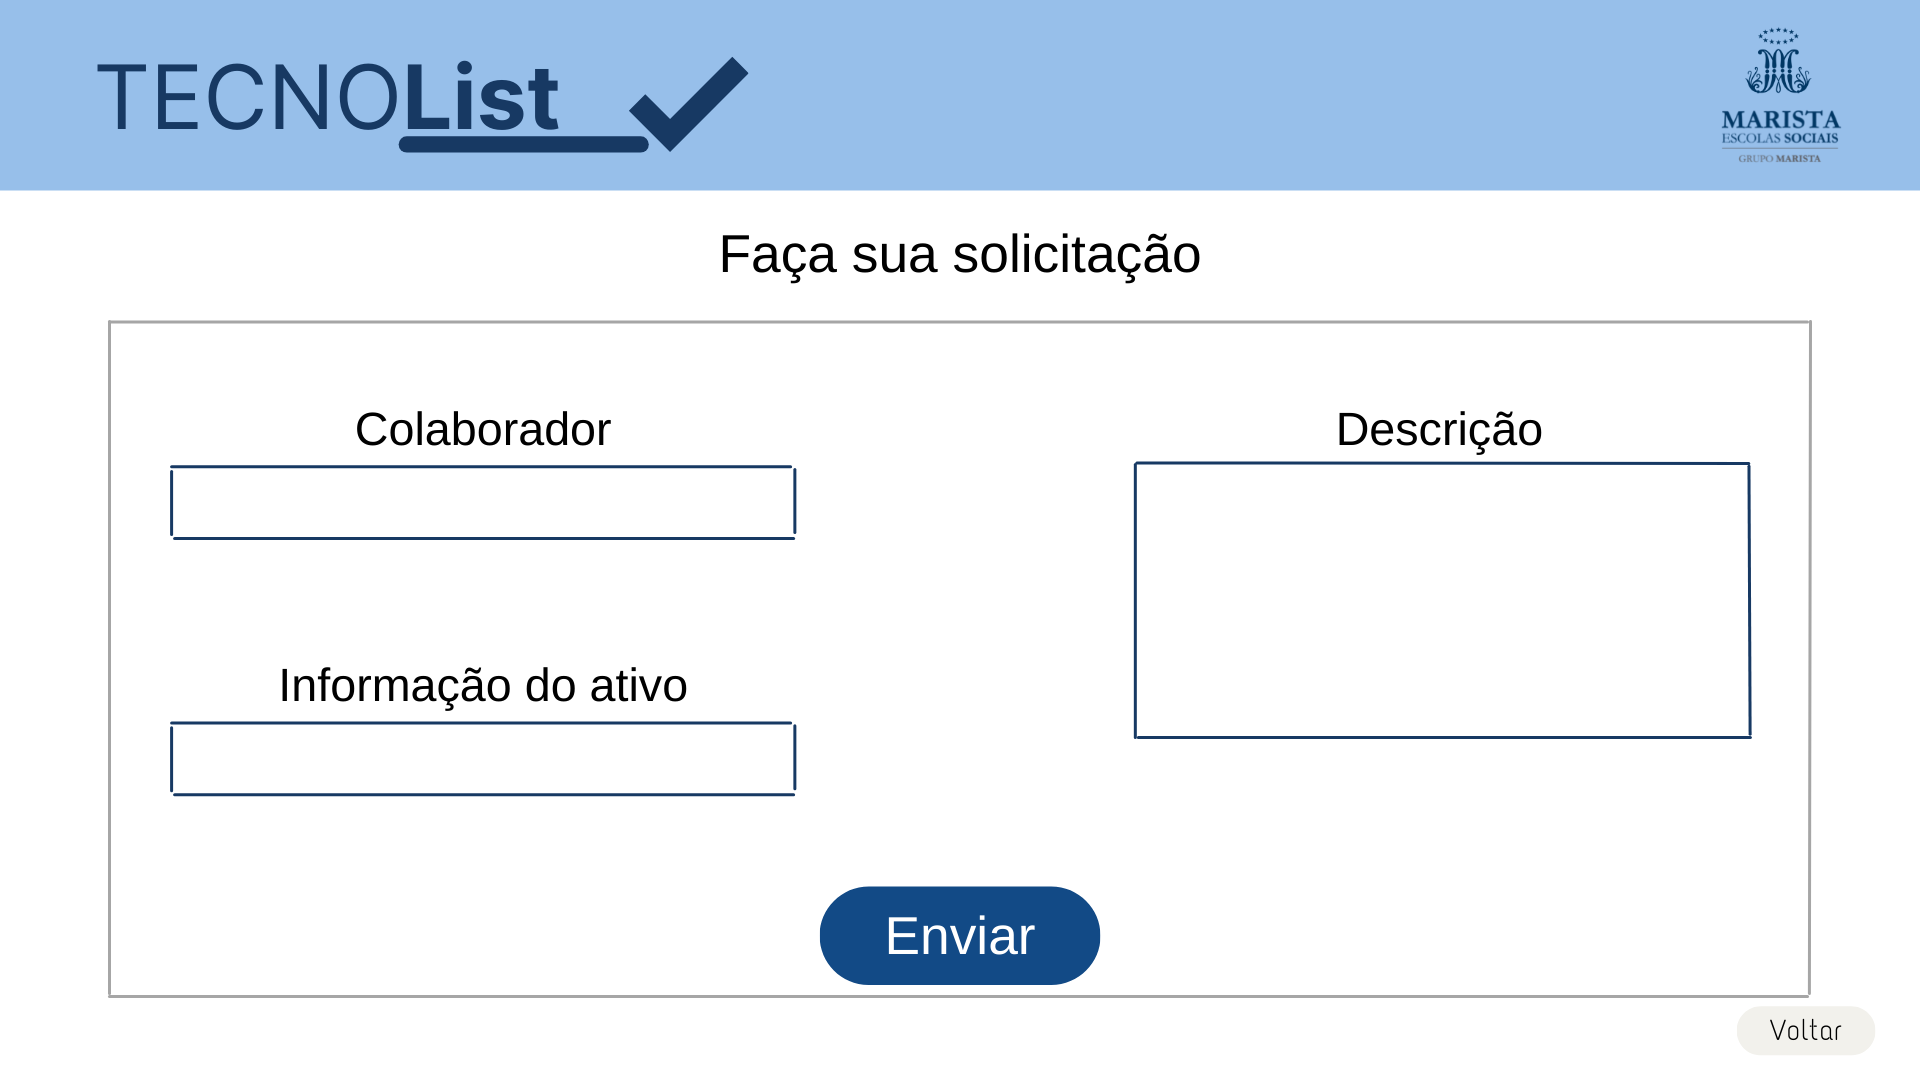 TECNOList
MARISTA
ESCOLAS SOCIAIS
GRUPO MARISTA
Faça sua solicitação
Colaborador
Descrição
Informação do ativo
Enviar
Voltar